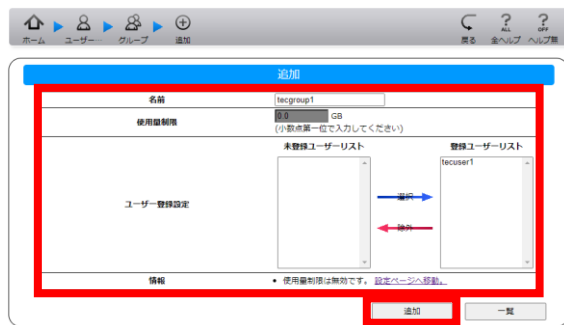 ホーム ユーザー… グループ 追加 戻る ALL 全ヘルプ OFF ヘルプ無
追加
名前 tecgroup1
使用量制限 0.0 GB
(小数点第一位で入力してください)
未登録ユーザーリスト 登録ユーザーリスト
tecuser1
ユーザー登録設定
選択
除外
情報 • 使用量制限は無効です。 設定ページへ移動。
追加 一覧